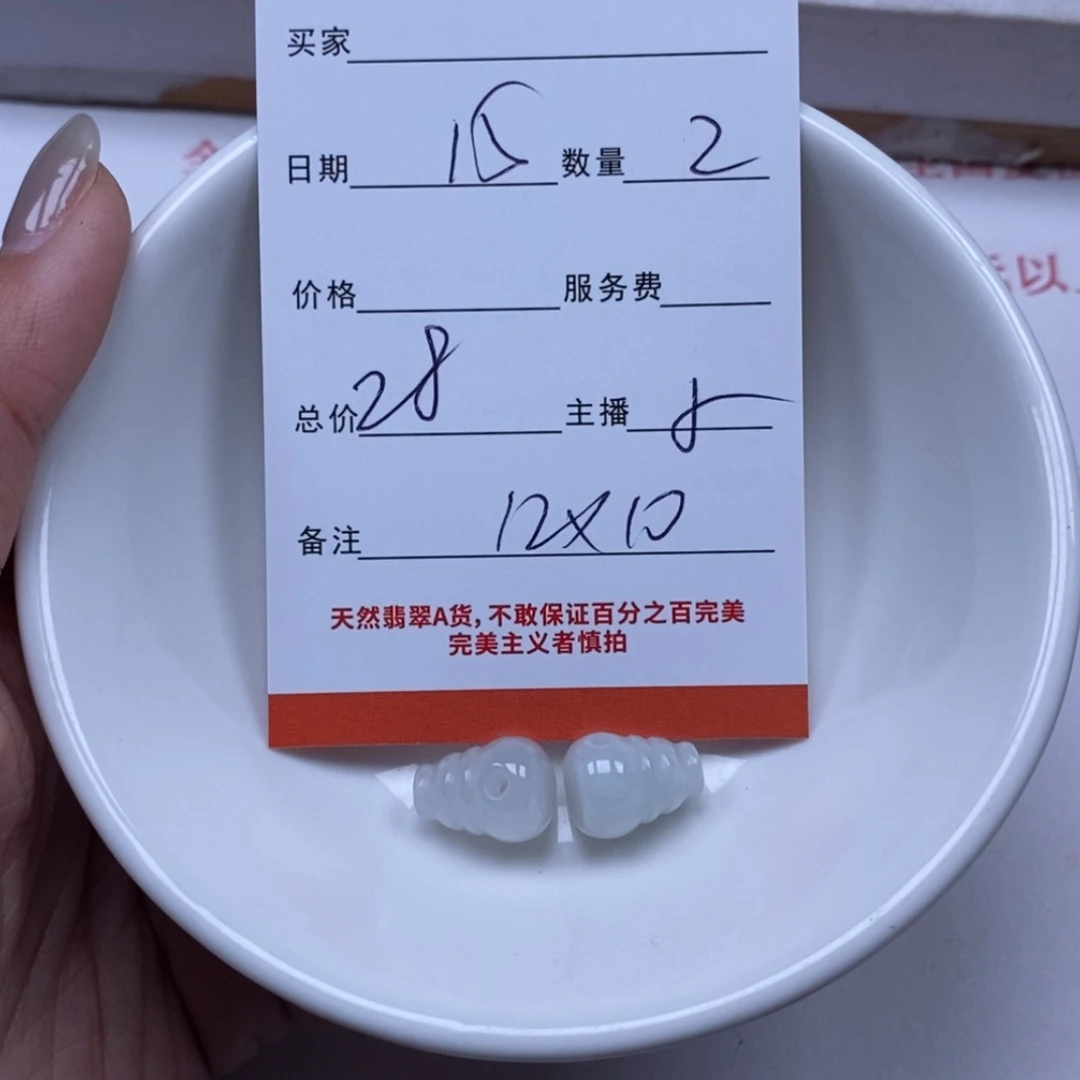 买家
日期 15 数量 2
价格 服务费
总价 28 主播
备注 12X10
天然翡翠A货,不敢保证百分之百完美
完美主义者慎拍
以